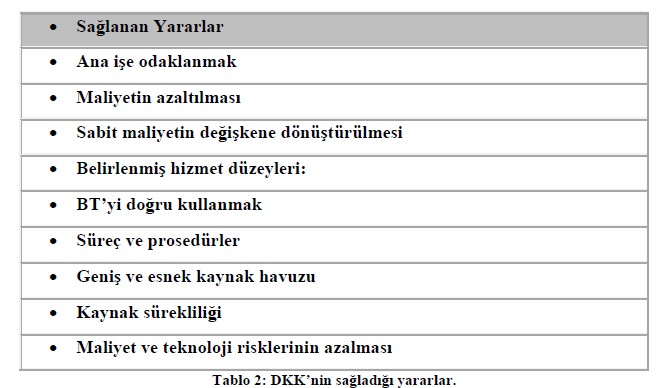 • Sağlanan Yararlar
• Ana işe odaklanmak
• Maliyetin azaltılması
• Sabit maliyetin değişkene dönüştürülmesi
• Belirlenmiş hizmet düzeyleri:
• BT’yi doğru kullanmak
• Süreç ve prosedürler
• Geniş ve esnek kaynak havuzu
• Kaynak sürekliliği
• Maliyet ve teknoloji risklerinin azalması
Tablo 2: DKK’nin sağladığı yararlar.